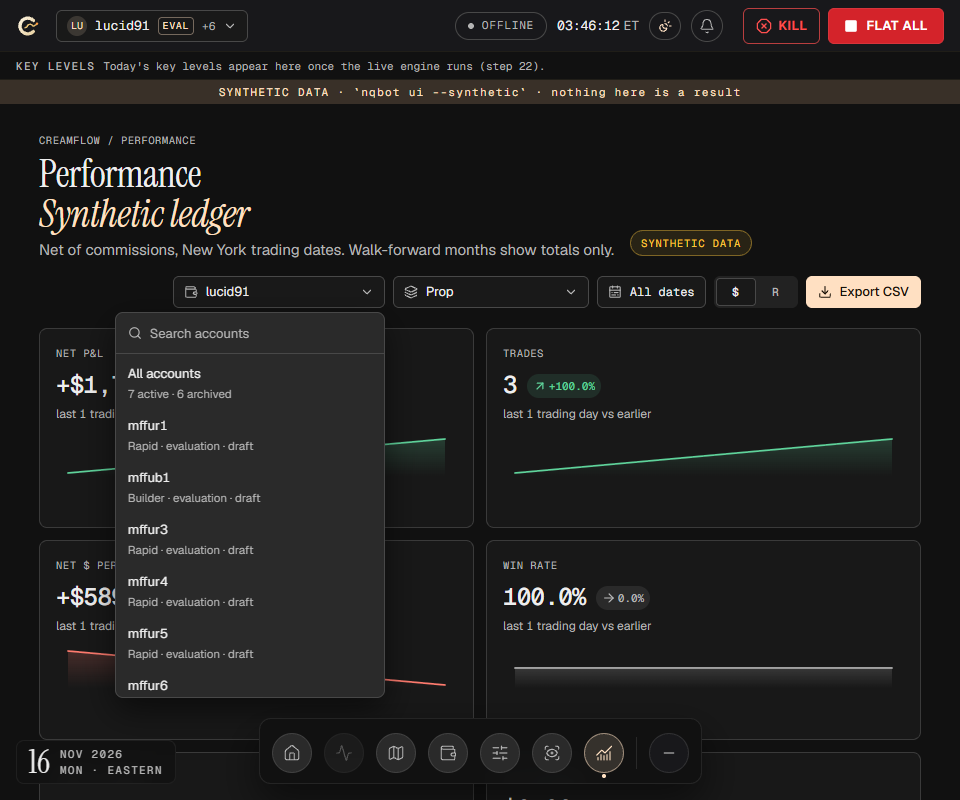 LU lucid91 EVAL +6
OFFLINE
03:46:12 ET
KILL
FLAT ALL
KEY LEVELS Today's key levels appear here once the live engine runs (step 22).
SYNTHETIC DATA · `nqbot ui --synthetic` · nothing here is a result
CREAMFLOW / PERFORMANCE
Performance
Synthetic ledger
Net of commissions, New York trading dates. Walk-forward months show totals only.
SYNTHETIC DATA
lucid91
Prop
All dates
$ R
Export CSV
Search accounts
All accounts
7 active · 6 archived
mffur1
Rapid · evaluation · draft
mffub1
Builder · evaluation · draft
mffur3
Rapid · evaluation · draft
mffur4
Rapid · evaluation · draft
mffur5
Rapid · evaluation · draft
mffur6
NET P&L
+$1,
last 1
TRADES
3 +100.0%
last 1 trading day vs earlier
NET $
+$589
last 1
WIN RATE
100.0% 0.0%
last 1 trading day vs earlier
16 NOV 2026
MON · EASTERN